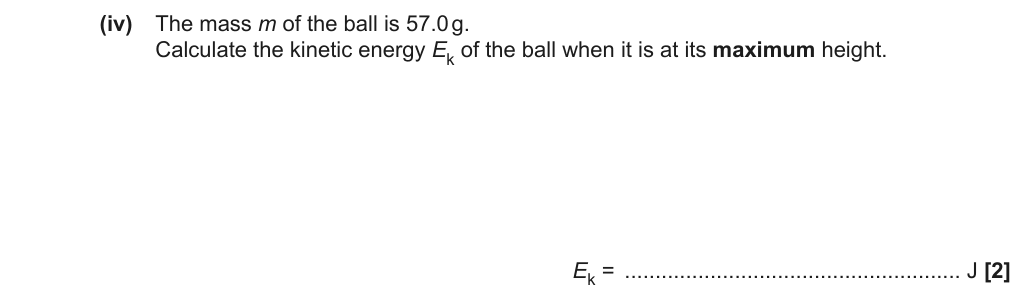 (iv) The mass m of the ball is 57.0 g.
Calculate the kinetic energy Ek of the ball when it is at its maximum height.
Ek = ...................................................... J [2]